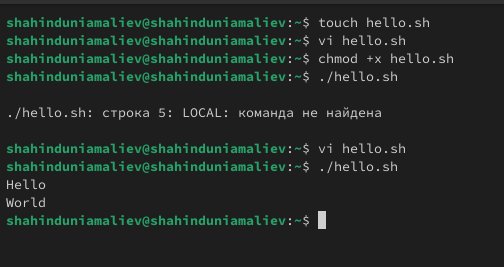 shahinduniamaliev@shahinduniamaliev:~$ touch hello.sh
shahinduniamaliev@shahinduniamaliev:~$ vi hello.sh
shahinduniamaliev@shahinduniamaliev:~$ chmod +x hello.sh
shahinduniamaliev@shahinduniamaliev:~$ ./hello.sh
./hello.sh: строка 5: LOCAL: команда не найдена
shahinduniamaliev@shahinduniamaliev:~$ vi hello.sh
shahinduniamaliev@shahinduniamaliev:~$ ./hello.sh
Hello
World
shahinduniamaliev@shahinduniamaliev:~$